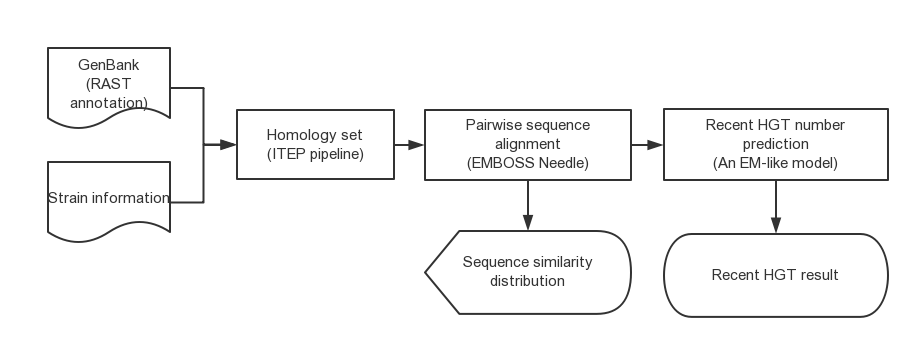 GenBank
(RAST
annotation)
Strain information
Homology set
(ITEP pipeline)
Pairwise sequence
alignment
(EMBOSS Needle)
Recent HGT number
prediction
(An EM-like model)
Sequence similarity
distribution
Recent HGT result